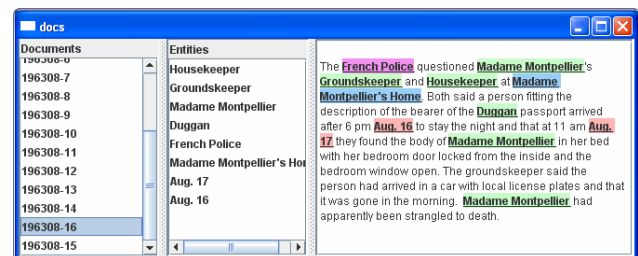 docs
Documents
196308-6
196308-7
196308-8
196308-9
196308-10
196308-11
196308-12
196308-13
196308-14
196308-16
196308-15
Entities
Housekeeper
Groundskeeper
Madame Montpellier
Duggan
French Police
Madame Montpellier's Hor
Aug. 17
Aug. 16
The French Police questioned Madame Montpellier's
Groundskeeper and Housekeeper at Madame
Montpellier's Home. Both said a person fitting the
description of the bearer of the Duggan passport arrived
after 6 pm Aug. 16 to stay the night and that at 11 am Aug.
17 they found the body of Madame Montpellier in her bed
with her bedroom door locked from the inside and the
bedroom window open. The groundskeeper said the
person had arrived in a car with local license plates and that
it was gone in the morning. Madame Montpellier had
apparently been strangled to death.